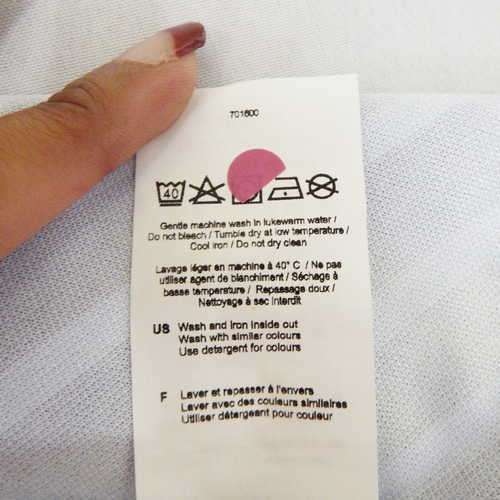 701600
40
Gentle machine wash in lukewarm water /
Do not bleach / Tumble dry at low temperature /
Cool iron / Do not dry clean
Lavage léger en machine à 40° C / Ne pas
utiliser agent de blanchiment / Séchage à
basse température / Repassage doux /
Nettoyage à sec interdit
US Wash and iron inside out
Wash with similar colours
Use detergent for colours
F Laver et repasser à l'envers
Laver avec des couleurs similaires
Utiliser détergeant pour couleur